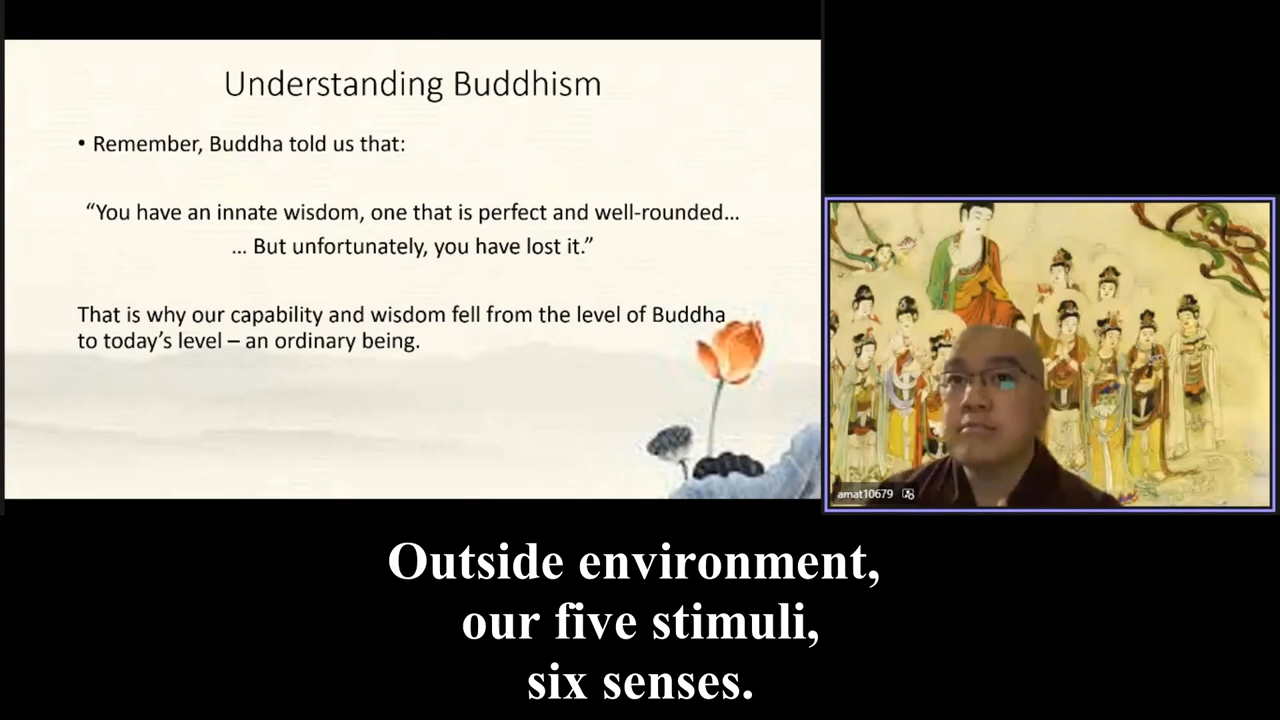 Understanding Buddhism
• Remember, Buddha told us that:
“You have an innate wisdom, one that is perfect and well-rounded…
… But unfortunately, you have lost it.”
That is why our capability and wisdom fell from the level of Buddha
to today’s level – an ordinary being.
amat10679
Outside environment,
our five stimuli,
six senses.